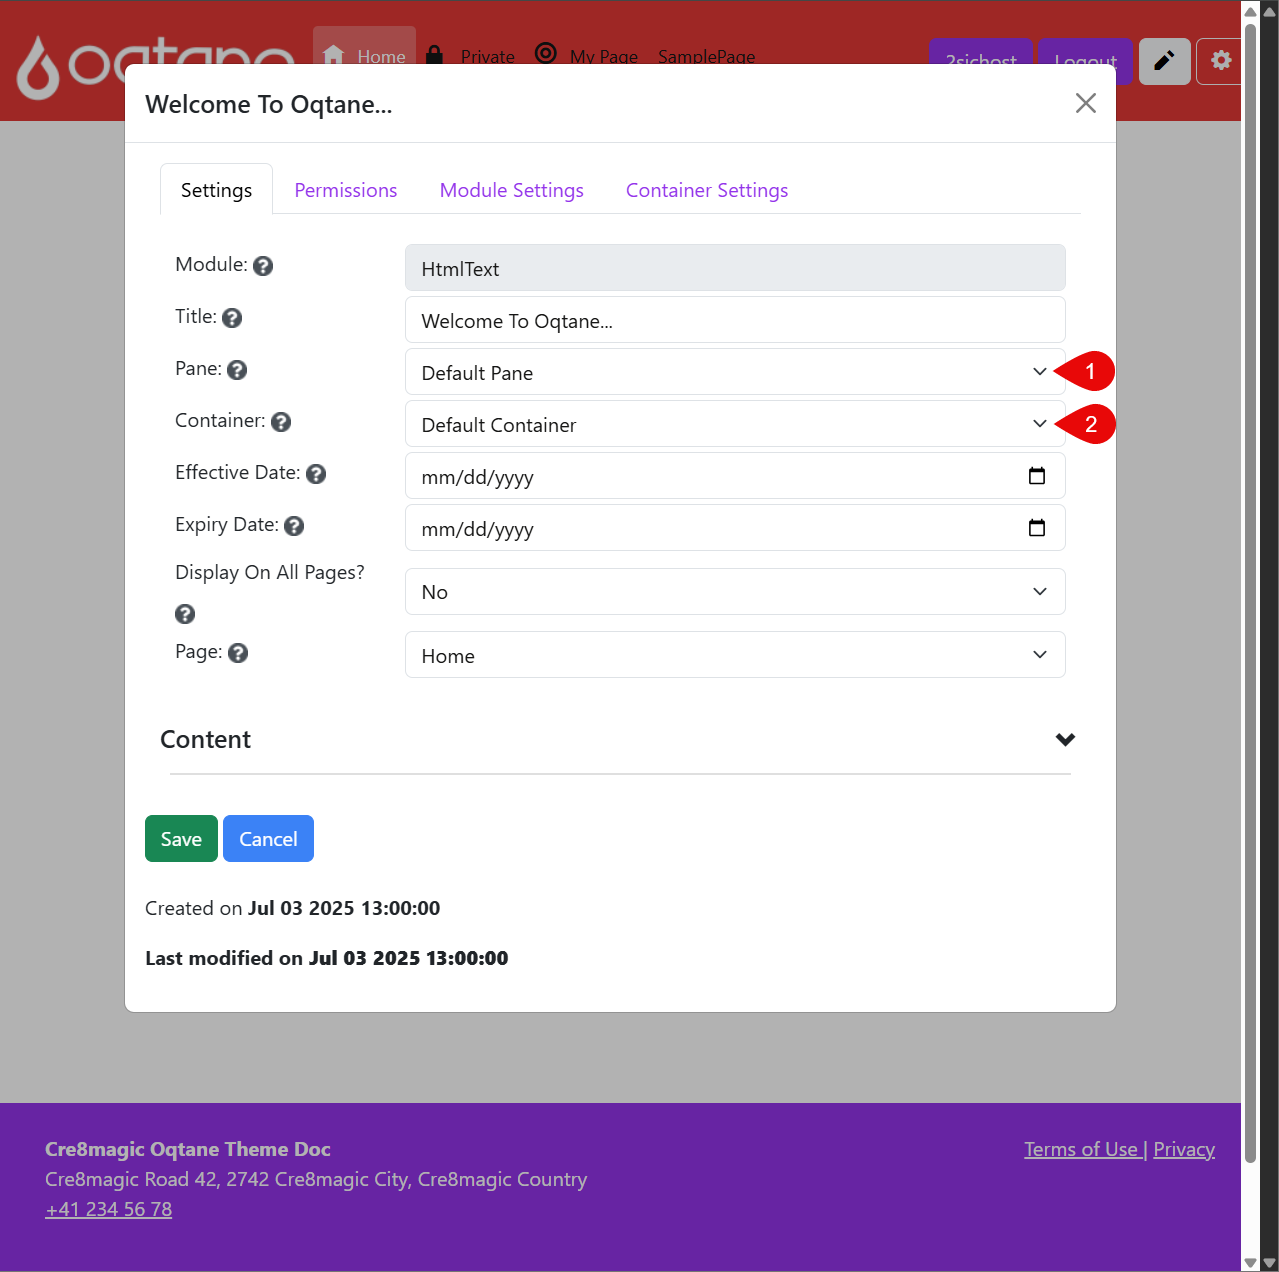 oqtane
Home Private My Page SamplePage 2sichost Logout
Welcome To Oqtane...
Settings Permissions Module Settings Container Settings
Module: ? HtmlText
Title: ? Welcome To Oqtane...
Pane: ? Default Pane 1
Container: ? Default Container 2
Effective Date: ? mm/dd/yyyy
Expiry Date: ? mm/dd/yyyy
Display On All Pages? ? No
Page: ? Home
Content
Save Cancel
Created on Jul 03 2025 13:00:00
Last modified on Jul 03 2025 13:00:00
Cre8magic Oqtane Theme Doc
Terms of Use | Privacy
Cre8magic Road 42, 2742 Cre8magic City, Cre8magic Country
+41 234 56 78